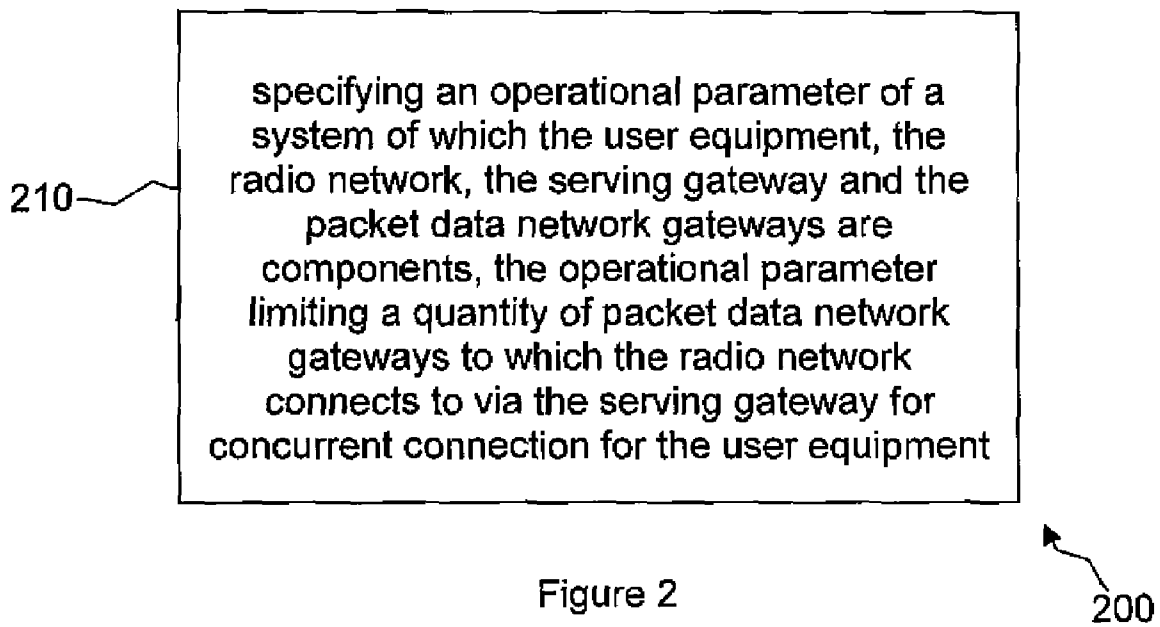 specifying an operational parameter of a
system of which the user equipment, the
radio network, the serving gateway and the
packet data network gateways are
components, the operational parameter
limiting a quantity of packet data network
gateways to which the radio network
connects to via the serving gateway for
concurrent connection for the user equipment
210
Figure 2
200